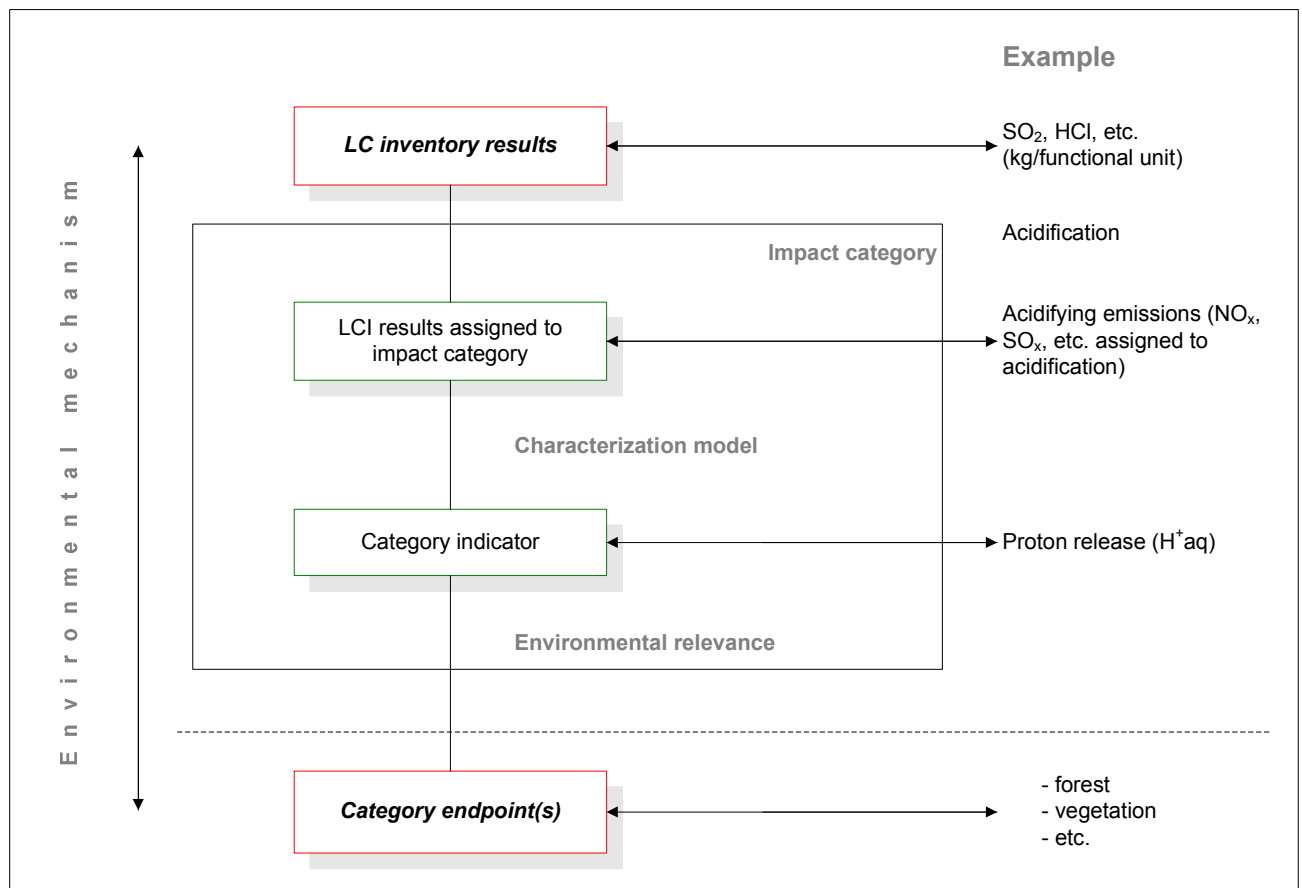 Example
LC inventory results
SO₂, HCl, etc.
(kg/functional unit)
Impact category
Acidification
LCI results assigned to
impact category
Acidifying emissions (NOₓ,
SOₓ, etc. assigned to
acidification)
Characterization model
Category indicator
Proton release (H⁺aq)
Environmental relevance
Category endpoint(s)
- forest
- vegetation
- etc.
Environmental mechanism